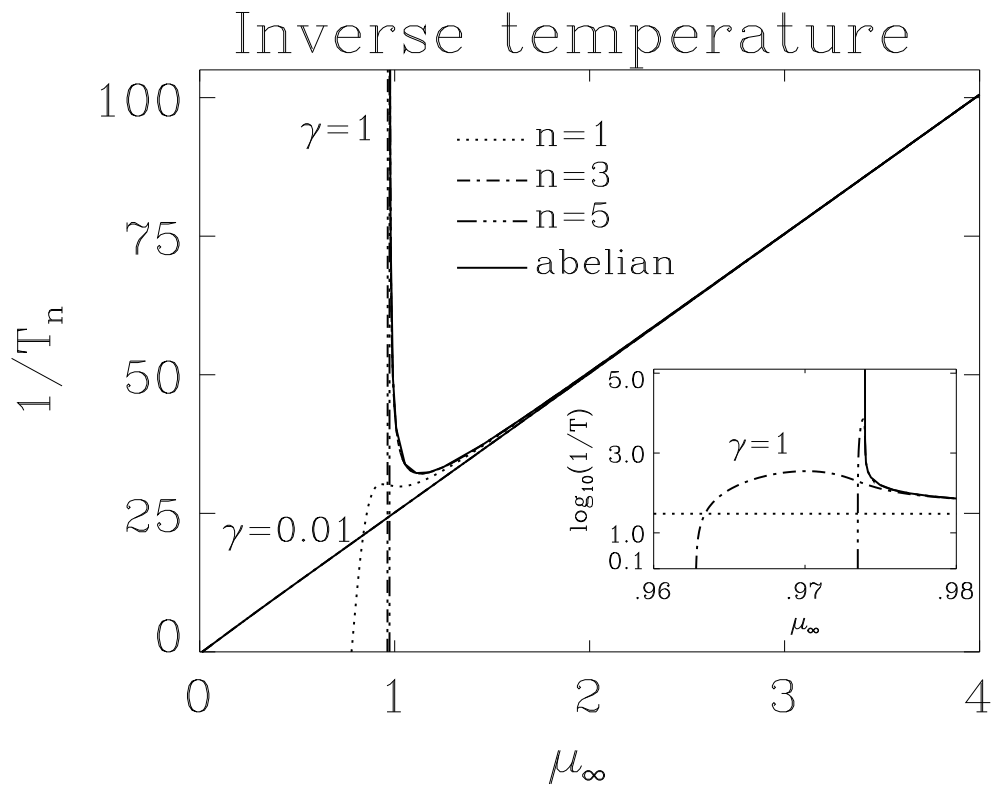 Inverse temperature
100
75
50
25
0
1/Tn
γ=1
n=1
n=3
n=5
abelian
γ=0.01
5.0
3.0
1.0
0.1
log10(1/T)
γ=1
.96
.97
.98
μ∞
0
1
2
3
4
μ∞